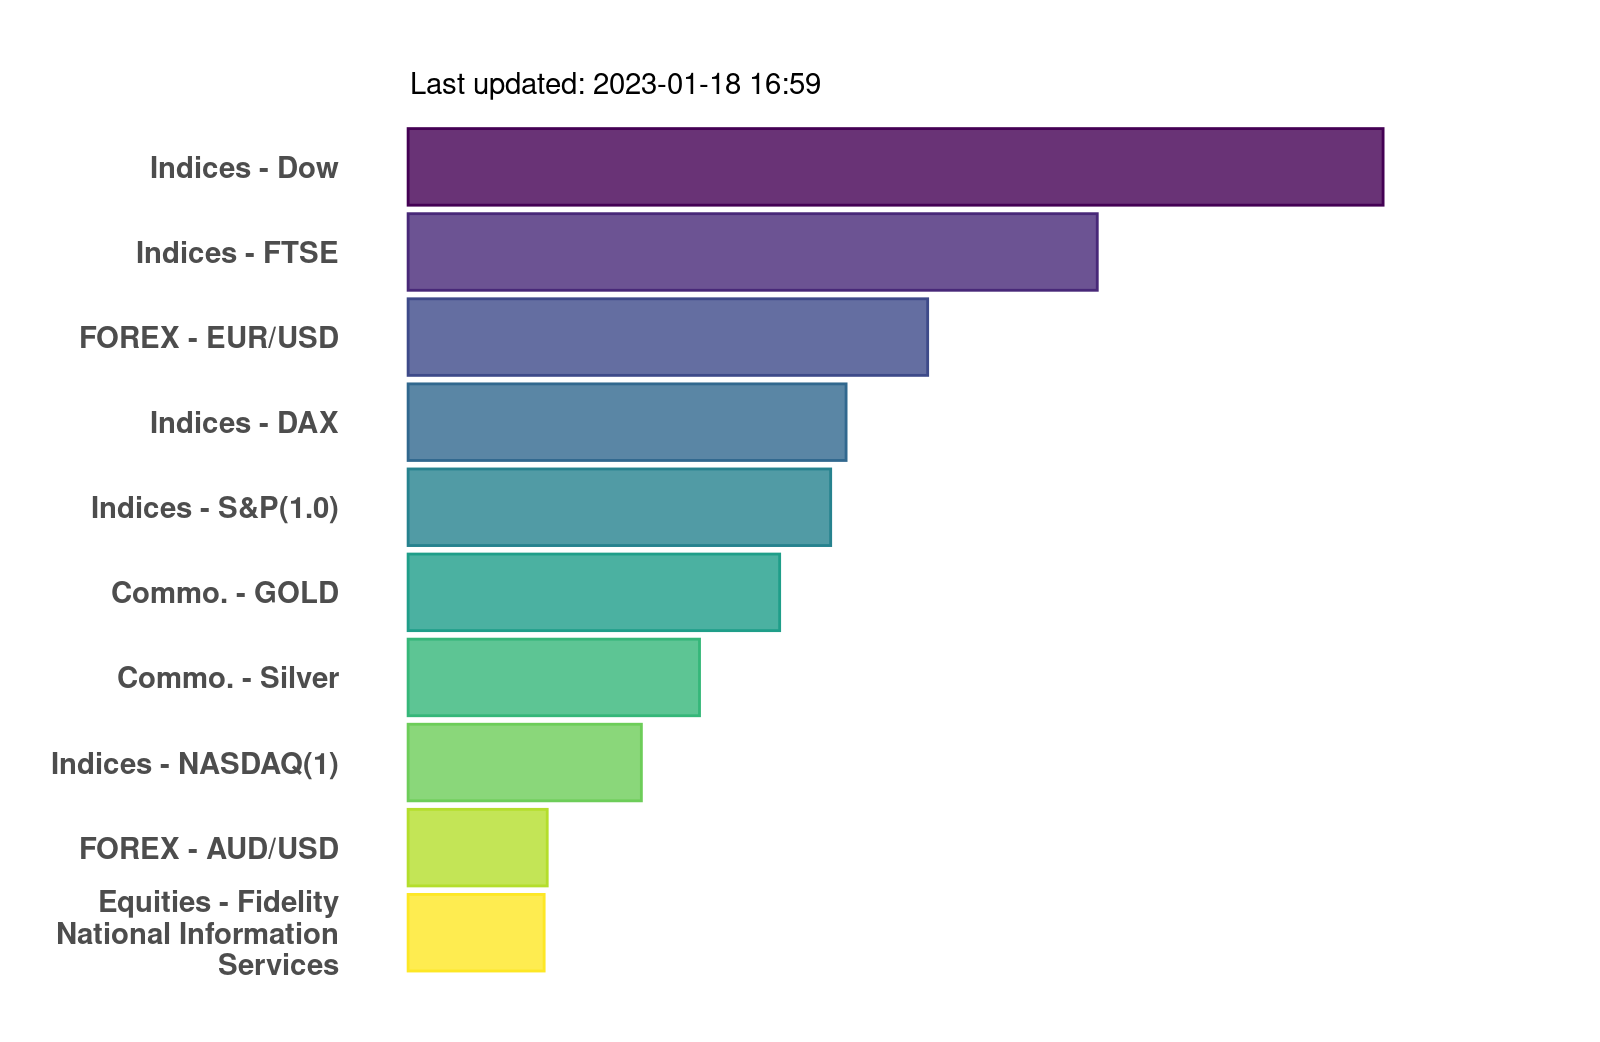 Last updated: 2023-01-18 16:59
Indices - Dow
Indices - FTSE
FOREX - EUR/USD
Indices - DAX
Indices - S&P(1.0)
Commo. - GOLD
Commo. - Silver
Indices - NASDAQ(1)
FOREX - AUD/USD
Equities - Fidelity
National Information
Services